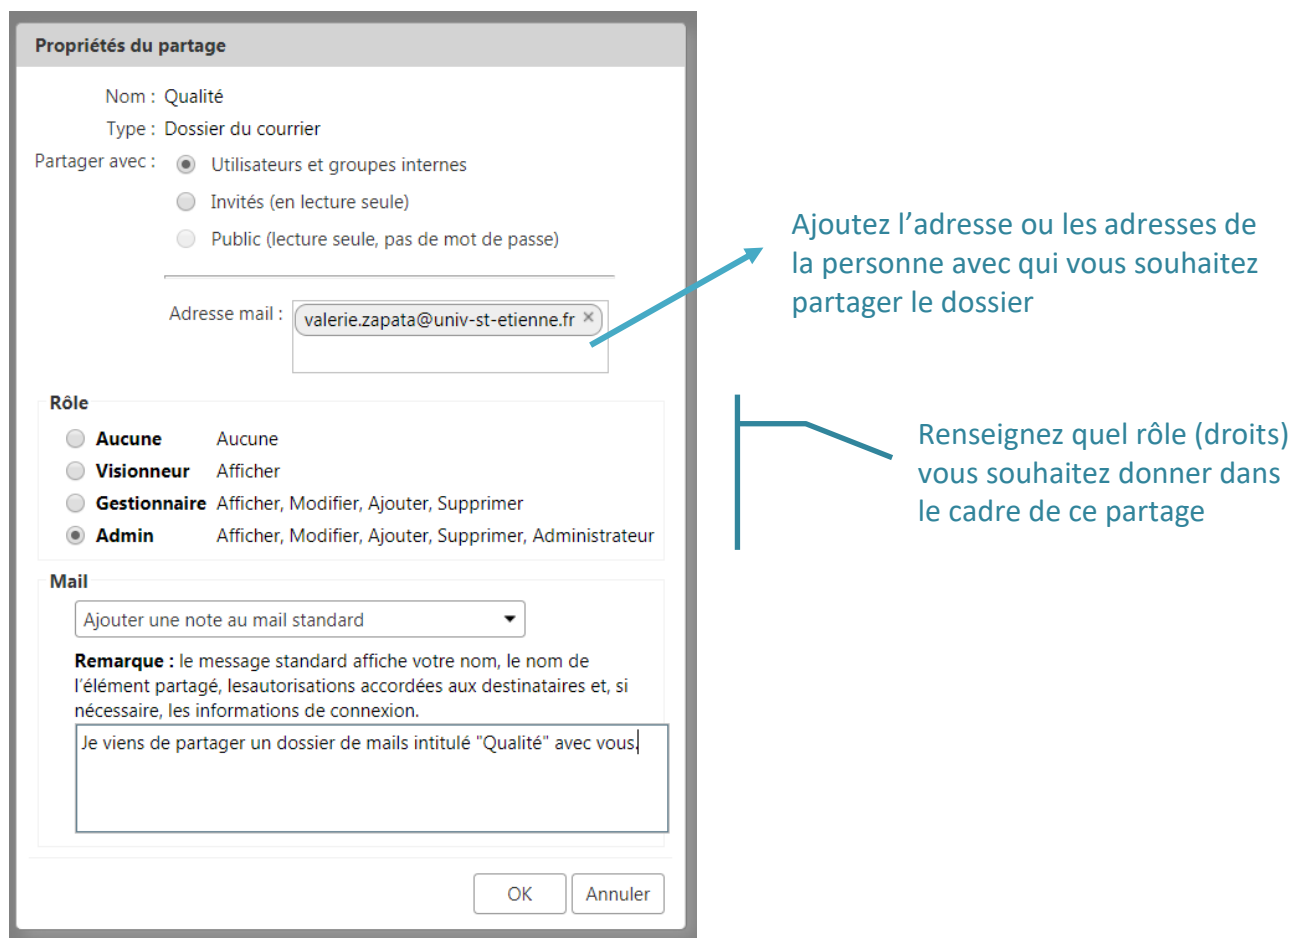 Propriétés du partage
Nom : Qualité
Type : Dossier du courrier
Partager avec : Utilisateurs et groupes internes
Invités (en lecture seule)
Public (lecture seule, pas de mot de passe)
Adresse mail : valerie.zapata@univ-st-etienne.fr ×
Ajoutez l’adresse ou les adresses de
la personne avec qui vous souhaitez
partager le dossier
Rôle
Aucune Aucune
Visionneur Afficher
Gestionnaire Afficher, Modifier, Ajouter, Supprimer
Admin Afficher, Modifier, Ajouter, Supprimer, Administrateur
Renseignez quel rôle (droits)
vous souhaitez donner dans
le cadre de ce partage
Mail
Ajouter une note au mail standard
Remarque : le message standard affiche votre nom, le nom de
l’élément partagé, lesautorisations accordées aux destinataires et, si
nécessaire, les informations de connexion.
Je viens de partager un dossier de mails intitulé "Qualité" avec vous.
OK Annuler